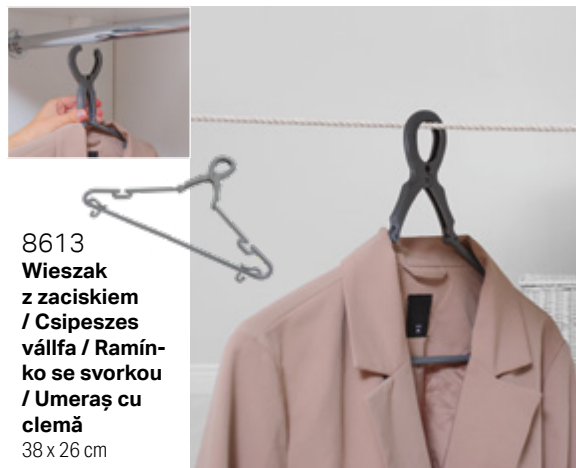 8613
Wieszak
z zaciskiem
/ Csipeszes
vállfa / Ramín-
ko se svorkou
/ Umeraș cu
clemă
38 x 26 cm